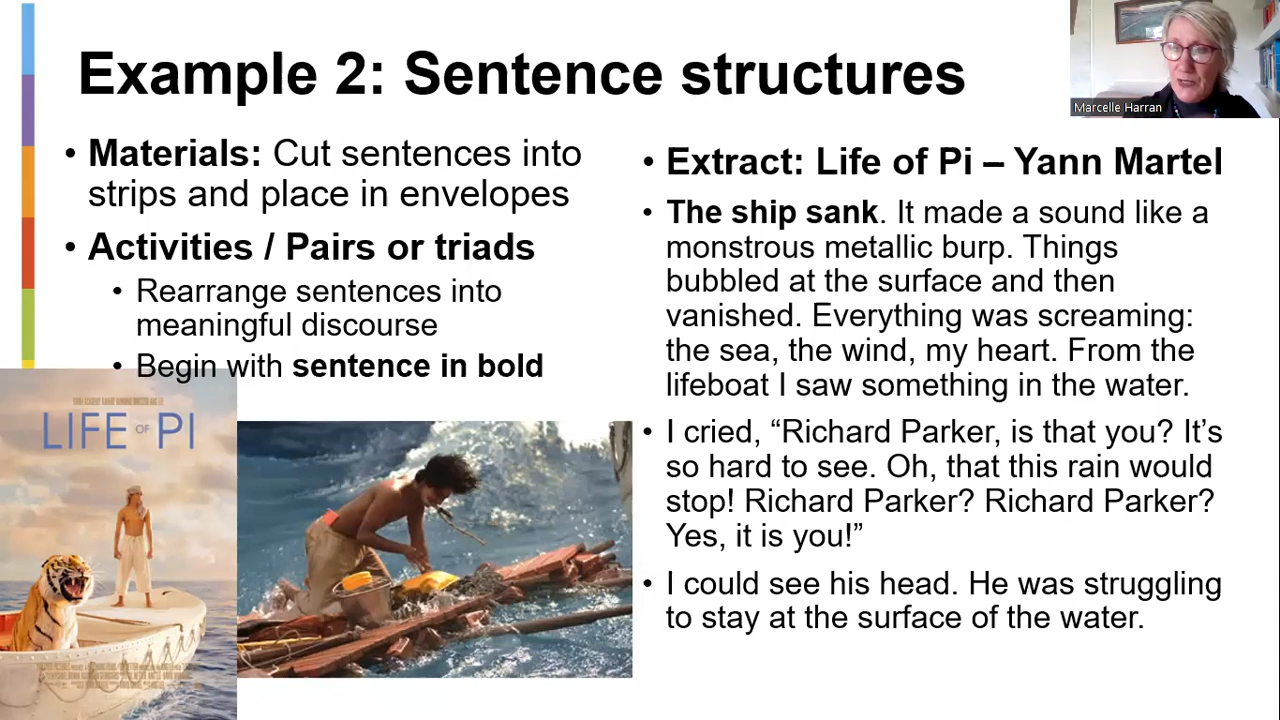 Example 2: Sentence structures
Marcelle Harran
• Materials: Cut sentences into
strips and place in envelopes
• Activities / Pairs or triads
• Rearrange sentences into
meaningful discourse
• Begin with sentence in bold
LIFE OF PI
• Extract: Life of Pi – Yann Martel
• The ship sank. It made a sound like a
monstrous metallic burp. Things
bubbled at the surface and then
vanished. Everything was screaming:
the sea, the wind, my heart. From the
lifeboat I saw something in the water.
• I cried, “Richard Parker, is that you? It’s
so hard to see. Oh, that this rain would
stop! Richard Parker? Richard Parker?
Yes, it is you!”
• I could see his head. He was struggling
to stay at the surface of the water.